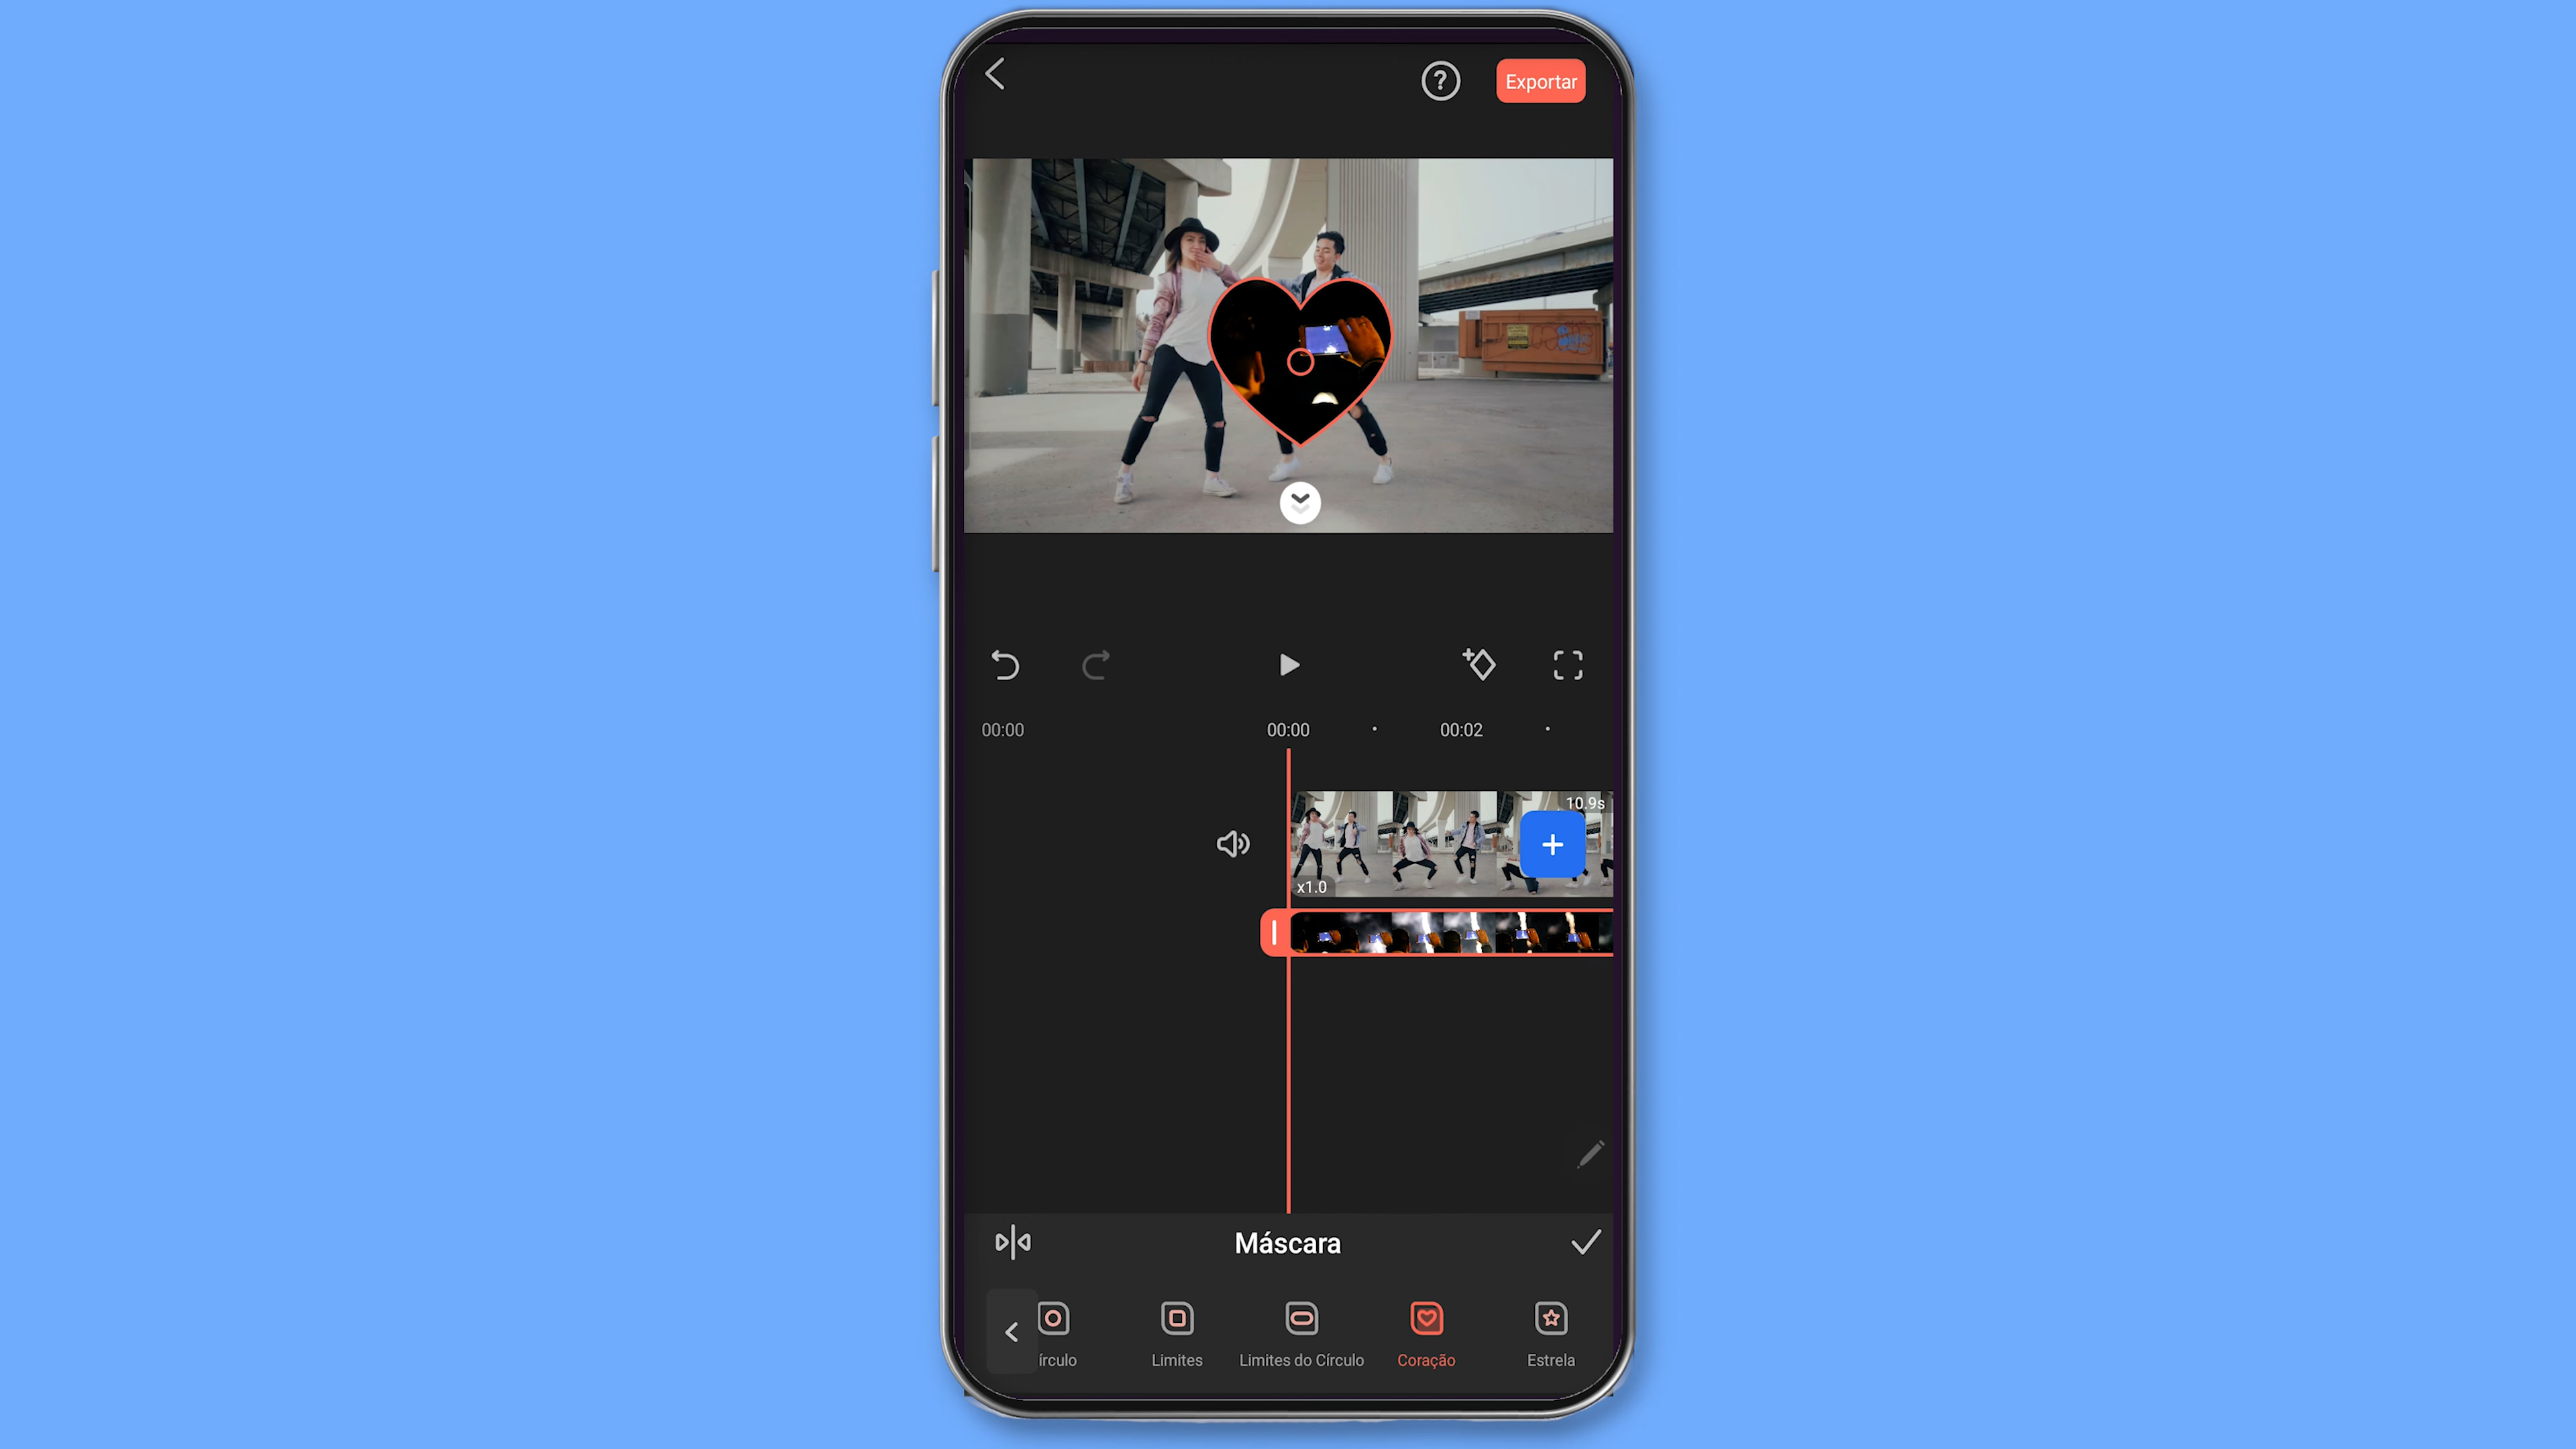 Exportar
00:00
00:00
00:02
10.9s
x1.0
Máscara
írculo
Limites
Limites do Círculo
Coração
Estrela